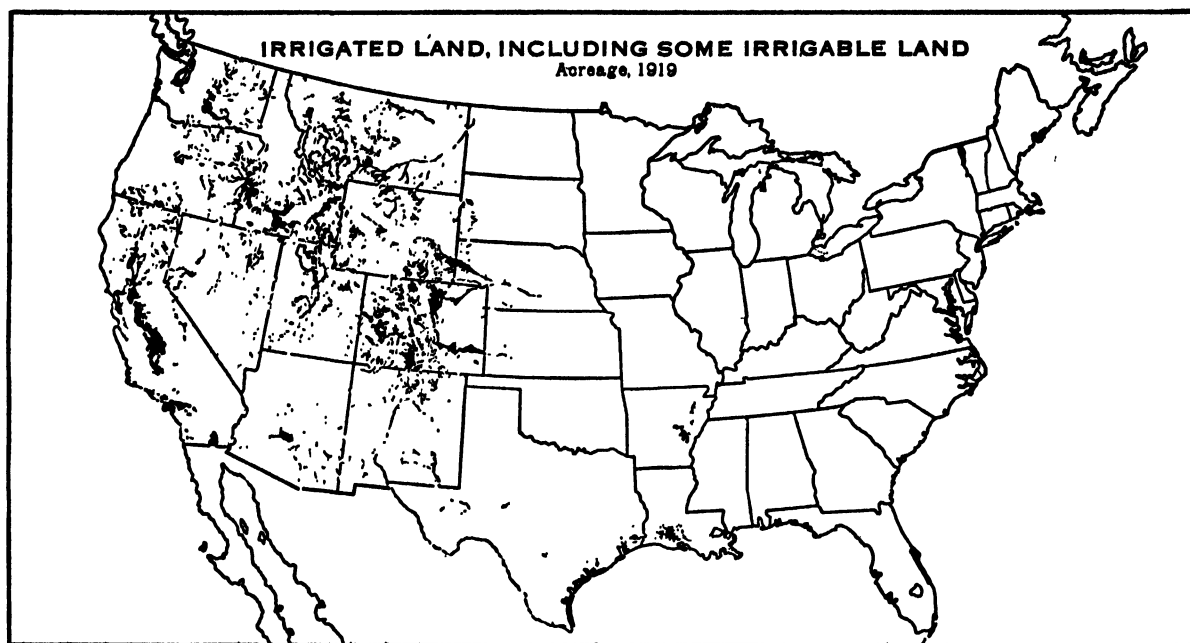 IRRIGATED LAND, INCLUDING SOME IRRIGABLE LAND
Acreage, 1919